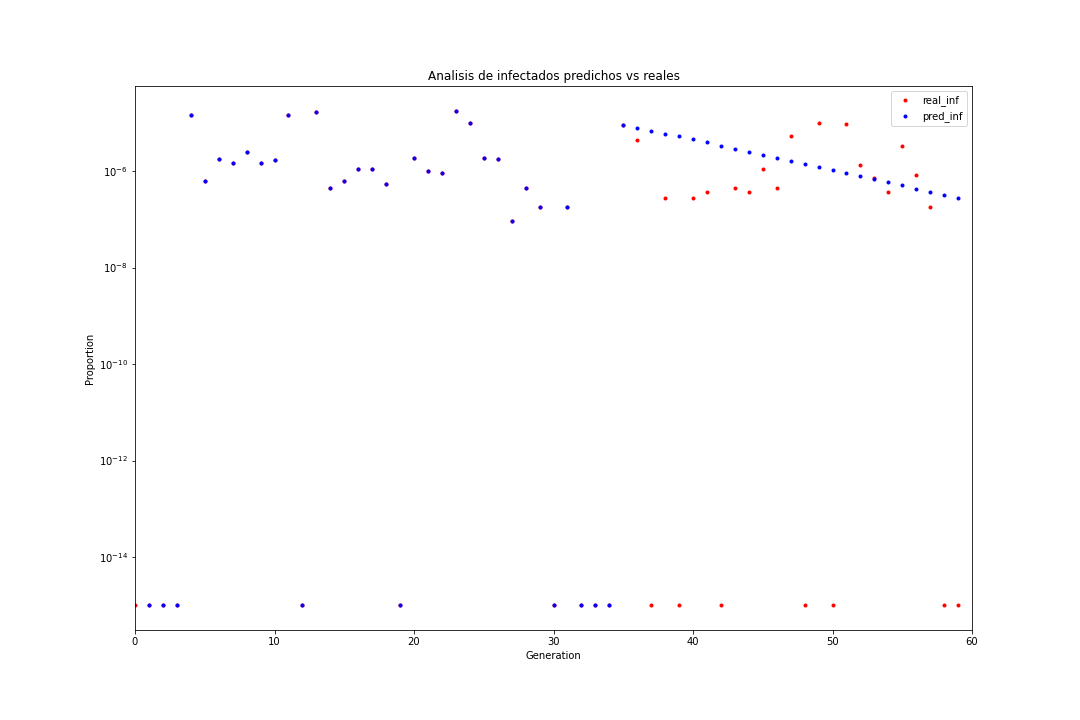 Analisis de infectados predichos vs reales
real_inf
pred_inf
Proportion
10⁻⁶
10⁻⁸
10⁻¹⁰
10⁻¹²
10⁻¹⁴
0 10 20 30 40 50 60
Generation